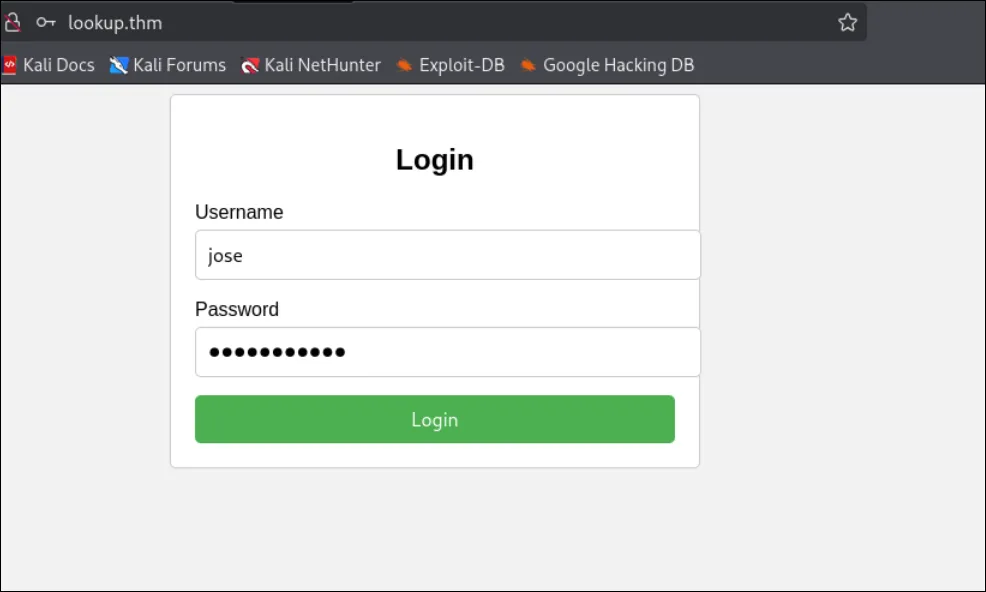 lookup.thm
Kali Docs Kali Forums Kali NetHunter Exploit-DB Google Hacking DB
Login
Username
jose
Password
●●●●●●●●●●●
Login